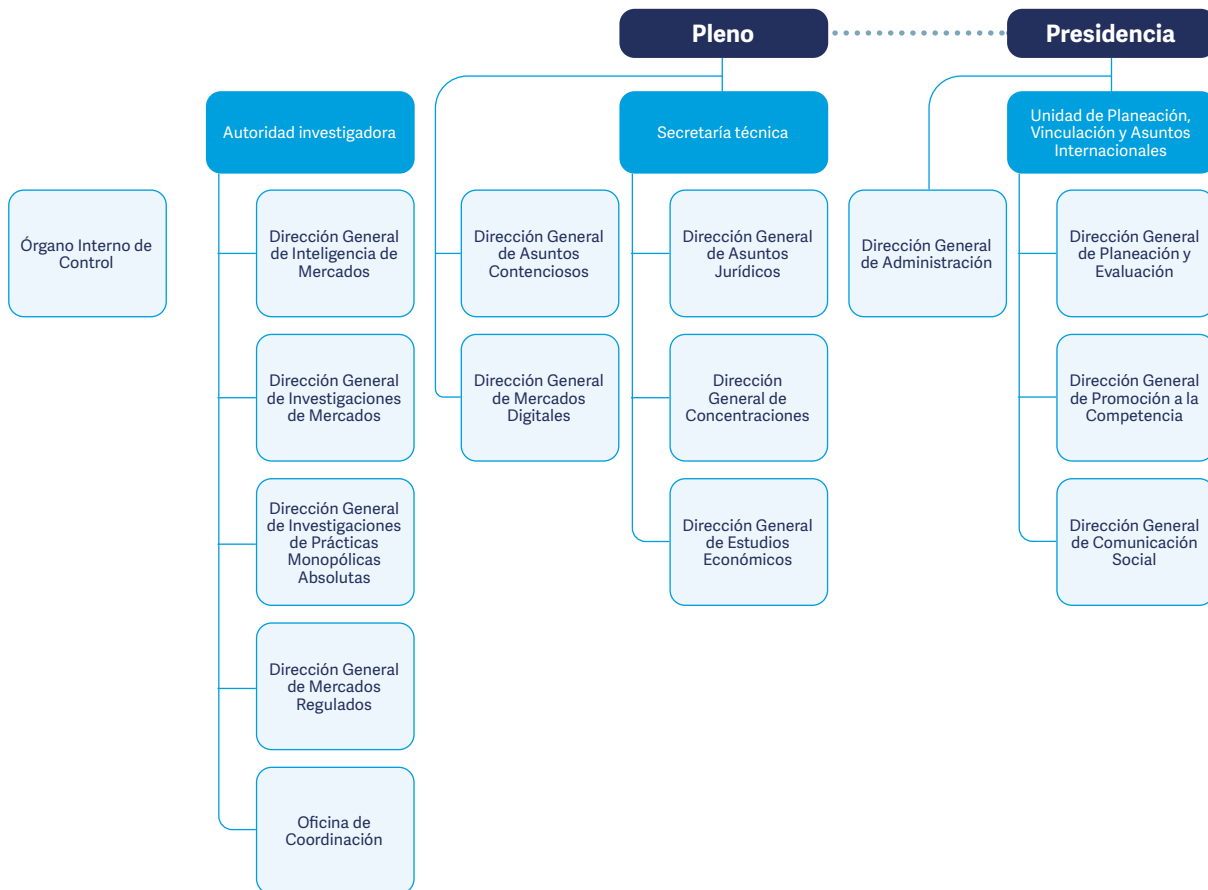 Pleno
Presidencia
Autoridad investigadora
Secretaría técnica
Unidad de Planeación,
Vinculación y Asuntos
Internacionales
Órgano Interno de
Control
Dirección General
de Inteligencia de
Mercados
Dirección General
de Asuntos
Contenciosos
Dirección General
de Asuntos
Jurídicos
Dirección General
de Administración
Dirección General
de Planeación y
Evaluación
Dirección General
de Investigaciones
de Mercados
Dirección General
de Mercados
Digitales
Dirección
General de
Concentraciones
Dirección General
de Promoción a la
Competencia
Dirección General
de Investigaciones
de Prácticas
Monopólicas
Absolutas
Dirección General
de Estudios
Económicos
Dirección General
de Comunicación
Social
Dirección General
de Mercados
Regulados
Oficina de
Coordinación